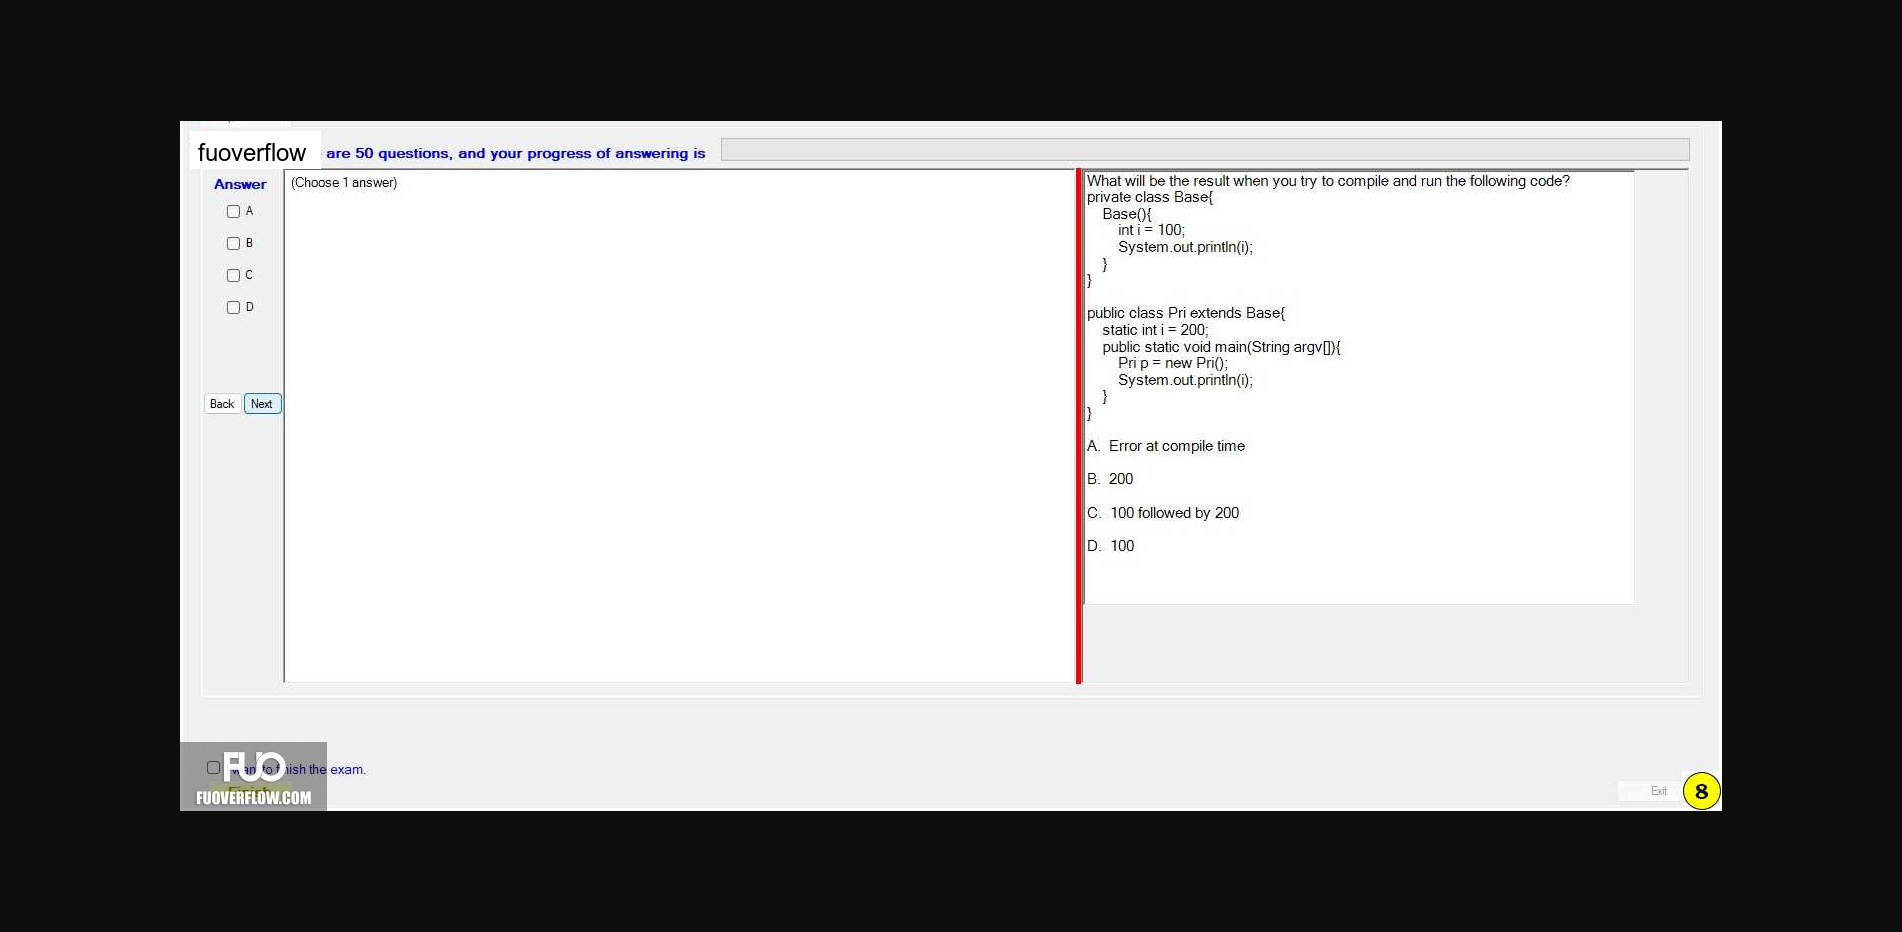 fuoverflow are 50 questions, and your progress of answering is
Answer
(Choose 1 answer)
A
B
C
D
Back Next
What will be the result when you try to compile and run the following code?
private class Base{
Base(){
int i = 100;
System.out.println(i);
}
}
public class Pri extends Base{
static int i = 200;
public static void main(String argv[]){
Pri p = new Pri();
System.out.println(i);
}
}
A. Error at compile time
B. 200
C. 100 followed by 200
D. 100
FUO
to finish the exam.
Finish
FUOVERFLOW.COM
Exit
8